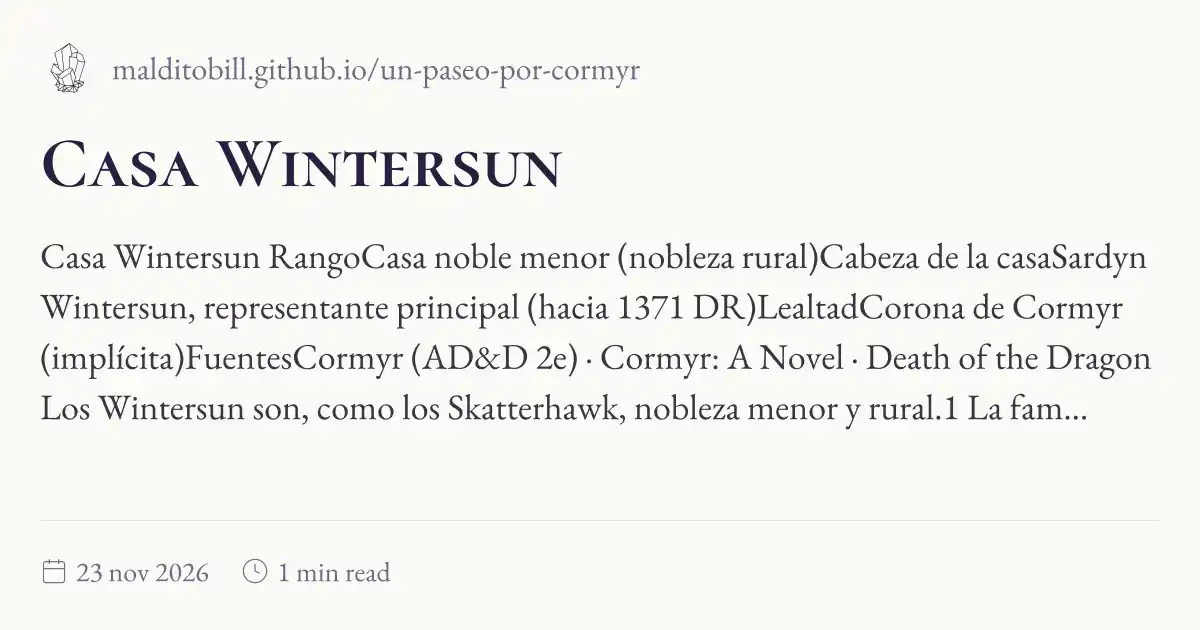 malditobill.github.io/un-paseo-por-cormyr
Casa Wintersun
Casa Wintersun RangoCasa noble menor (nobleza rural)Cabeza de la casaSardyn
Wintersun, representante principal (hacia 1371 DR)LealtadCorona de Cormyr
(implícita)FuentesCormyr (AD&D 2e) · Cormyr: A Novel · Death of the Dragon
Los Wintersun son, como los Skatterhawk, nobleza menor y rural.1 La fam...
23 nov 2026
1 min read